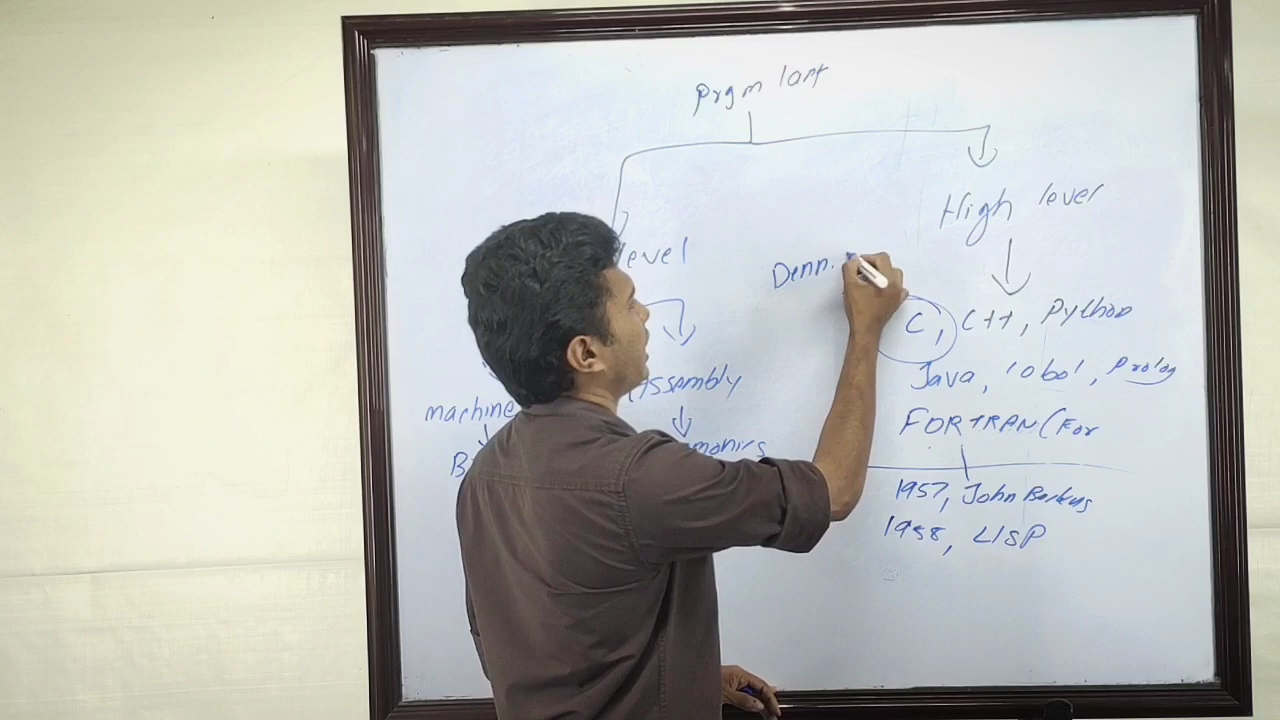 Prgm lang
High level
level
Denn.
C, C++, Python
Java, Cobol, Prolog
Assembly
machine
FORTRAN (For
B
monics
1957, John Backus
1958, LISP